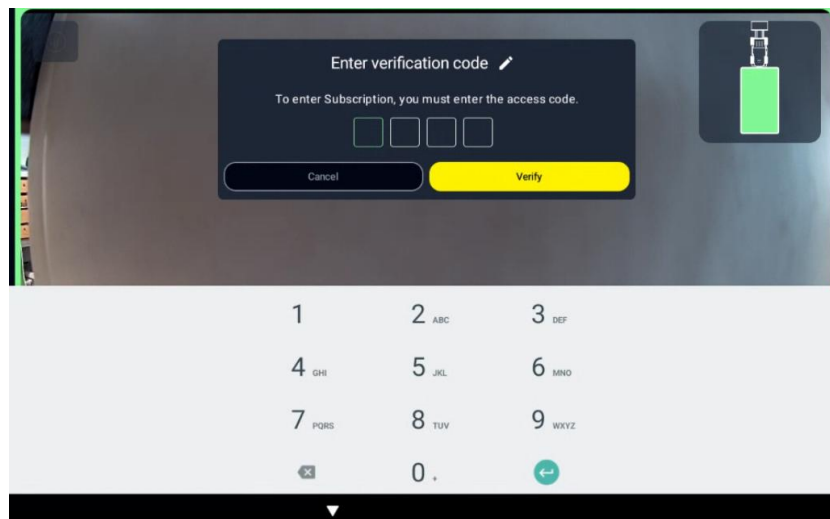 Enter verification code
To enter Subscription, you must enter the access code.
Cancel
Verify
1
2 ABC
3 DEF
4 GHI
5 JKL
6 MNO
7 PQRS
8 TUV
9 WXYZ
0 .